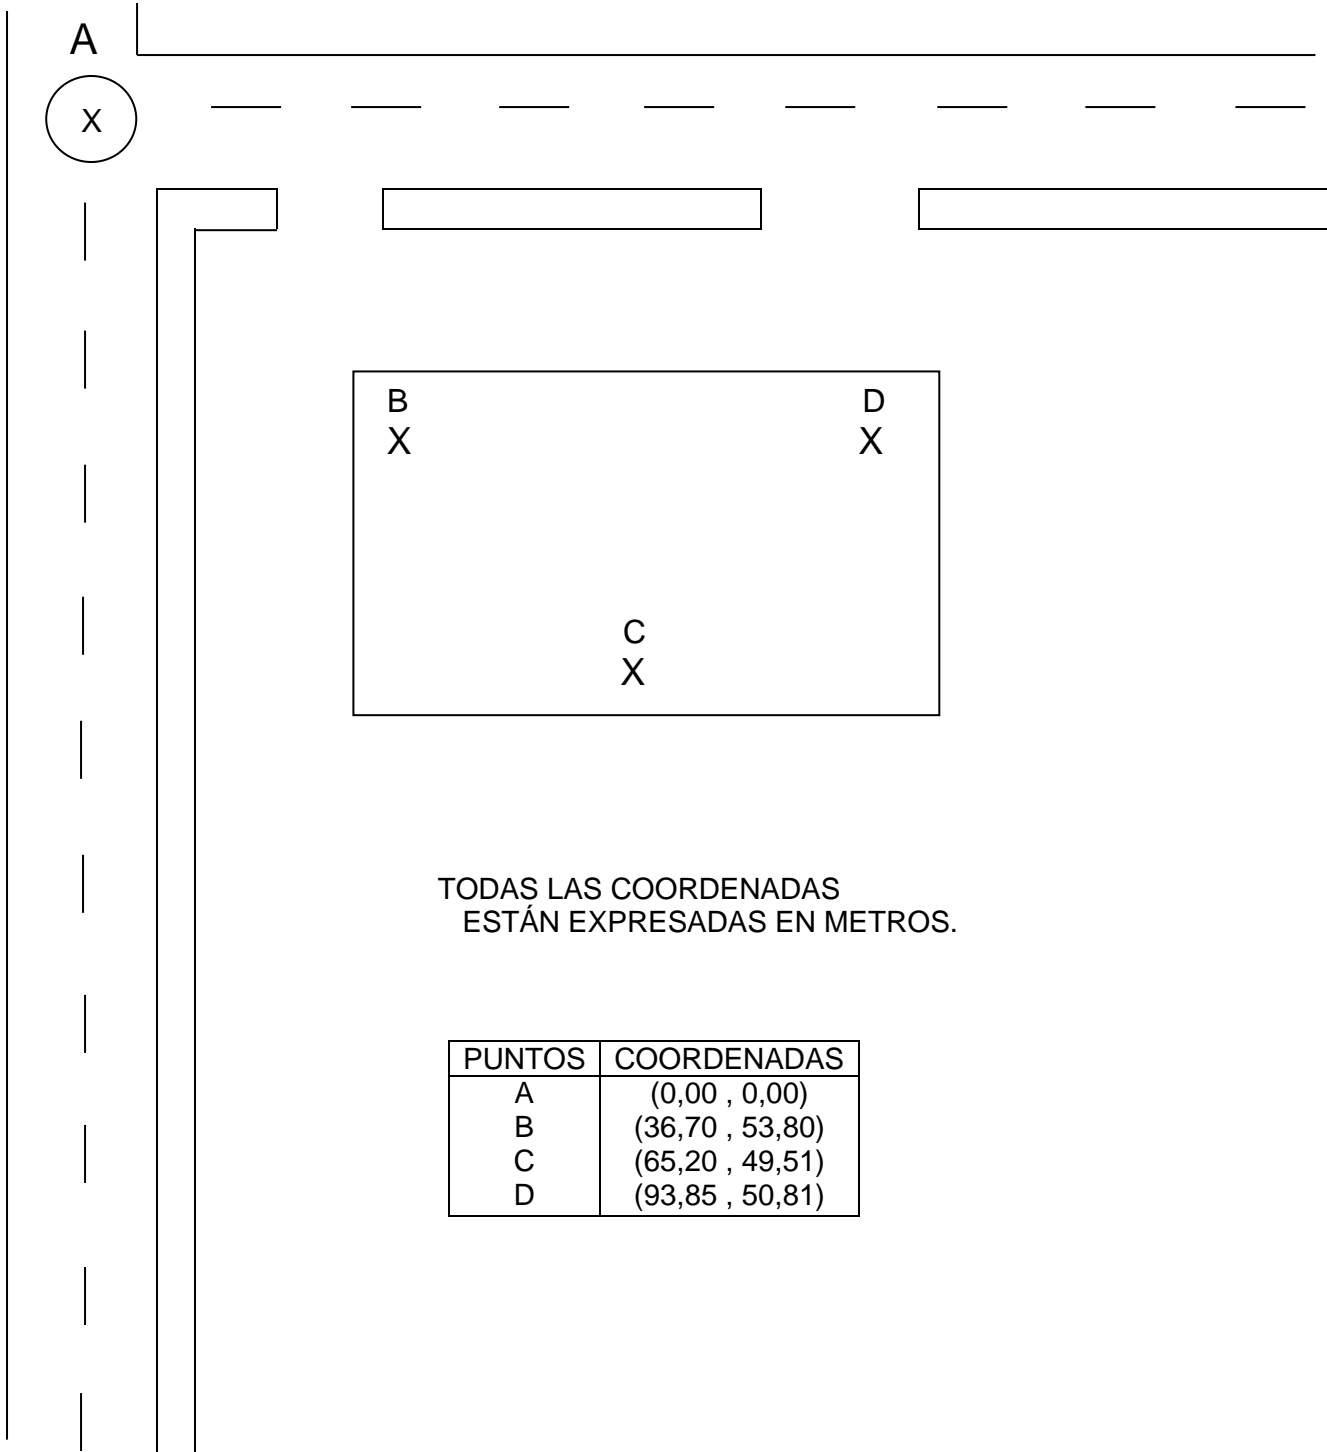 A
X
B D
X X
C
X
TODAS LAS COORDENADAS
ESTÁN EXPRESADAS EN METROS.
PUNTOS COORDENADAS
A (0,00 , 0,00)
B (36,70 , 53,80)
C (65,20 , 49,51)
D (93,85 , 50,81)